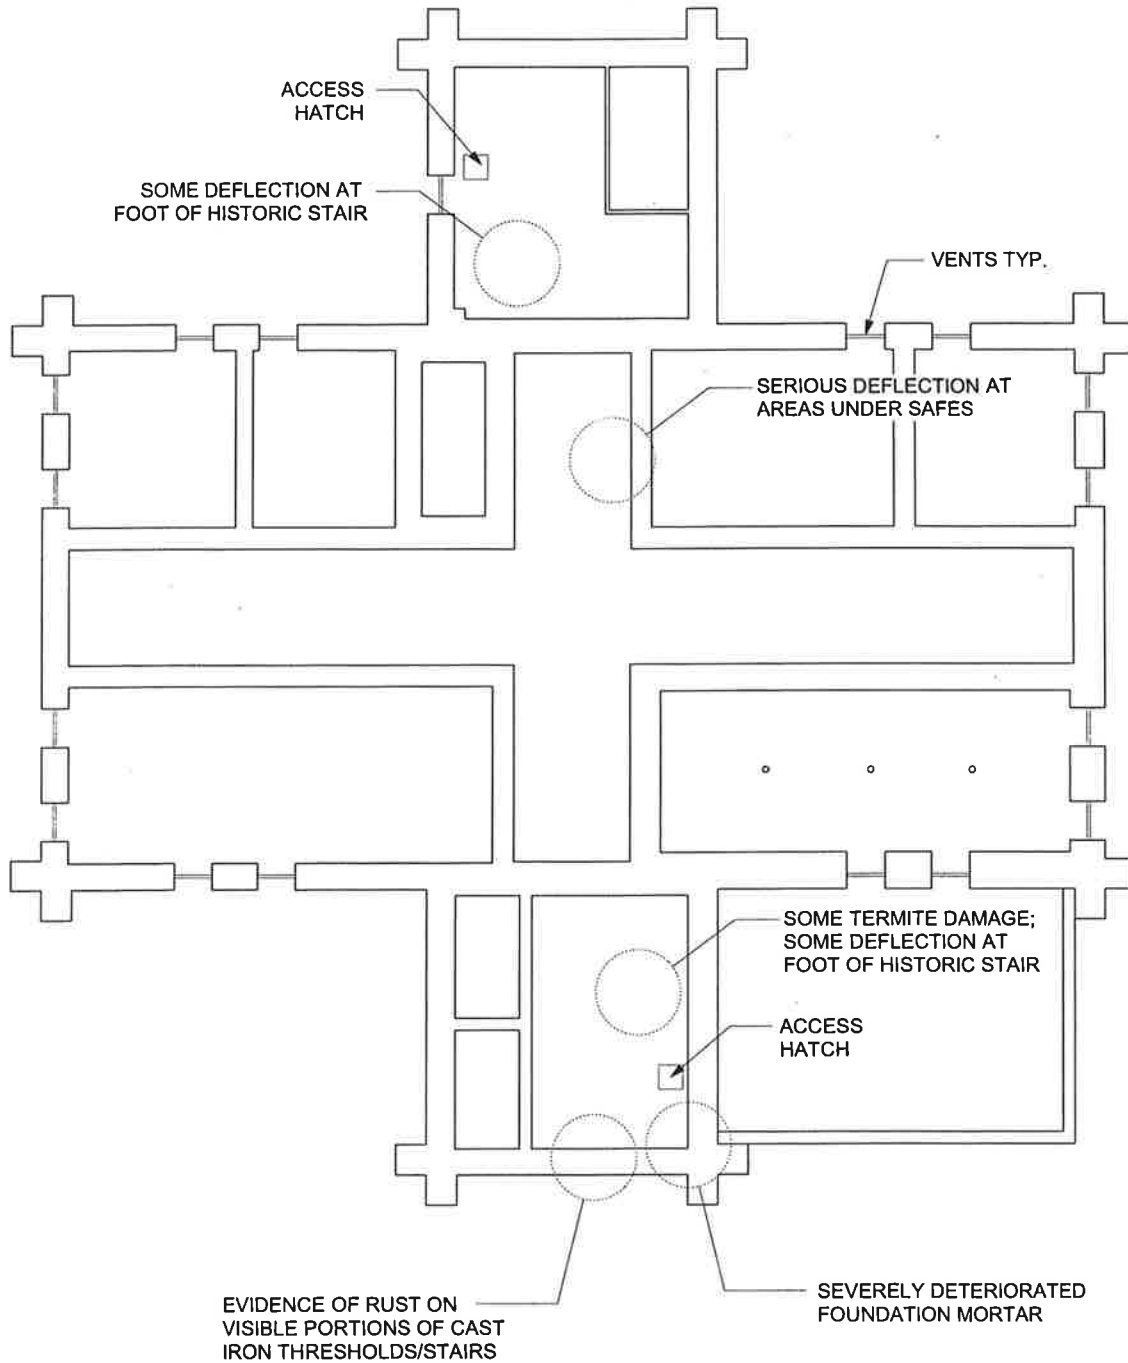 ACCESS
HATCH
SOME DEFLECTION AT
FOOT OF HISTORIC STAIR
VENTS TYP.
SERIOUS DEFLECTION AT
AREAS UNDER SAFES
SOME TERMITE DAMAGE;
SOME DEFLECTION AT
FOOT OF HISTORIC STAIR
ACCESS
HATCH
EVIDENCE OF RUST ON
VISIBLE PORTIONS OF CAST
IRON THRESHOLDS/STAIRS
SEVERELY DETERIORATED
FOUNDATION MORTAR